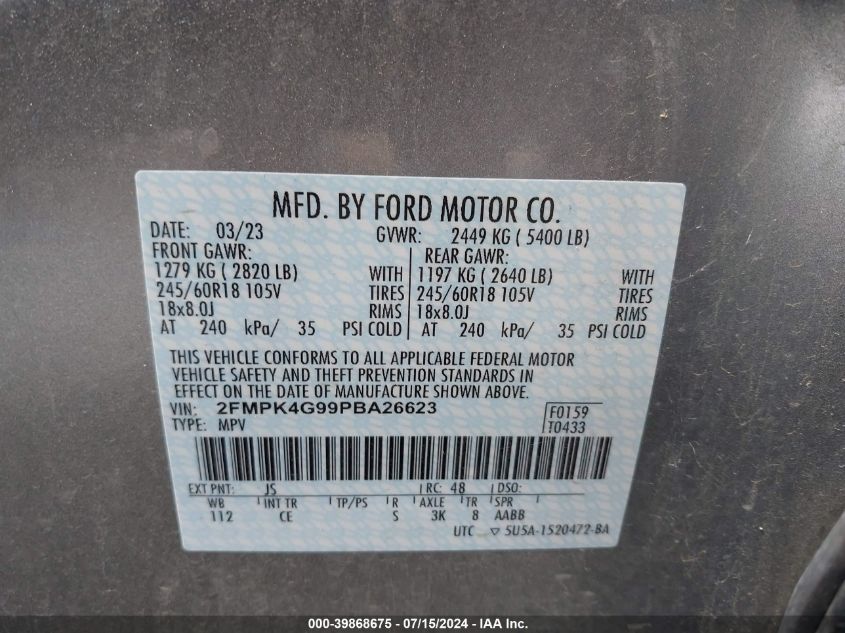 MFD. BY FORD MOTOR CO.
DATE: 03/23 GVWR: 2449 KG ( 5400 LB)
FRONT GAWR: REAR GAWR:
1279 KG ( 2820 LB) WITH 1197 KG ( 2640 LB) WITH
245/60R18 105V TIRES 245/60R18 105V TIRES
18x8.0J RIMS 18x8.0J RIMS
AT 240 kPa/ 35 PSI COLD AT 240 kPa/ 35 PSI COLD
THIS VEHICLE CONFORMS TO ALL APPLICABLE FEDERAL MOTOR
VEHICLE SAFETY AND THEFT PREVENTION STANDARDS IN
EFFECT ON THE DATE OF MANUFACTURE SHOWN ABOVE.
VIN: 2FMPK4G99PBA26623 F0159
TYPE: MPV T0433
EXT PNT: JS RC: 48 DSO:
WB INT TR TP/PS R AXLE TR SPR
112 CE S 3K 8 AABB
UTC ▽ 5U5A-1520472-BA
000-39868675 - 07/15/2024 - IAA Inc.